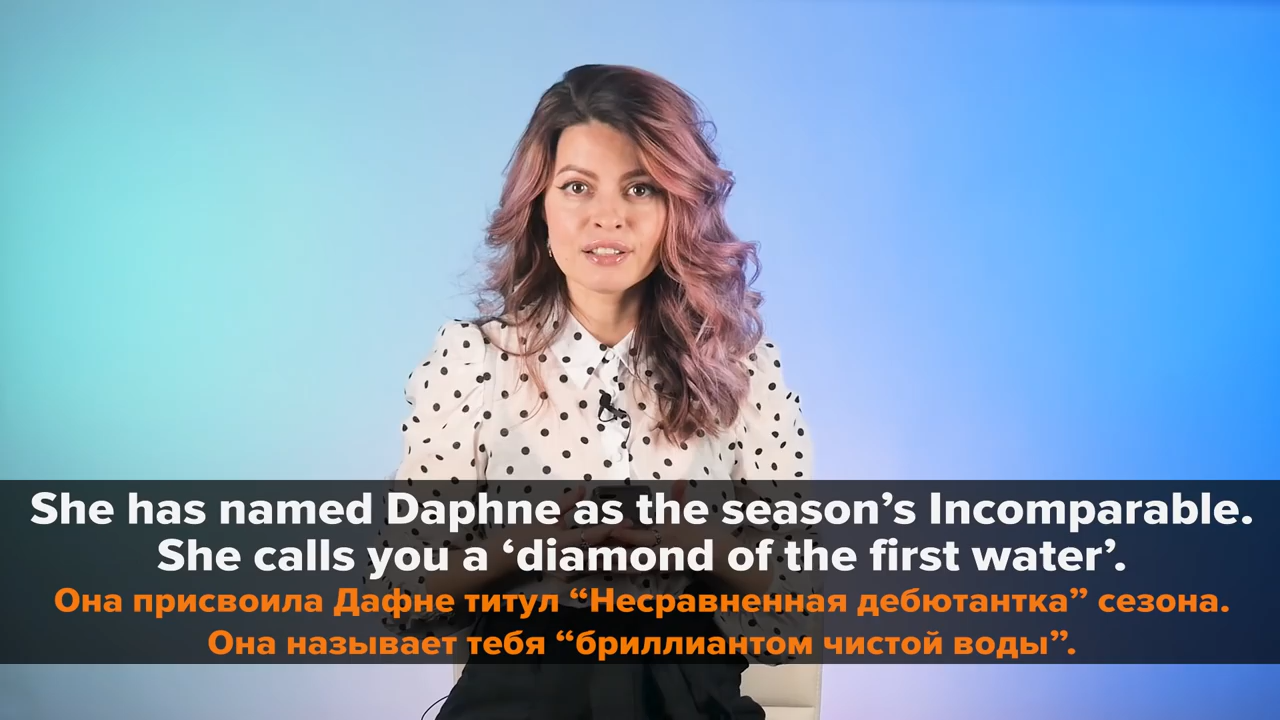 She has named Daphne as the season’s Incomparable.
She calls you a ‘diamond of the first water’.
Она присвоила Дафне титул “Несравненная дебютантка” сезона.
Она называет тебя “бриллиантом чистой воды”.